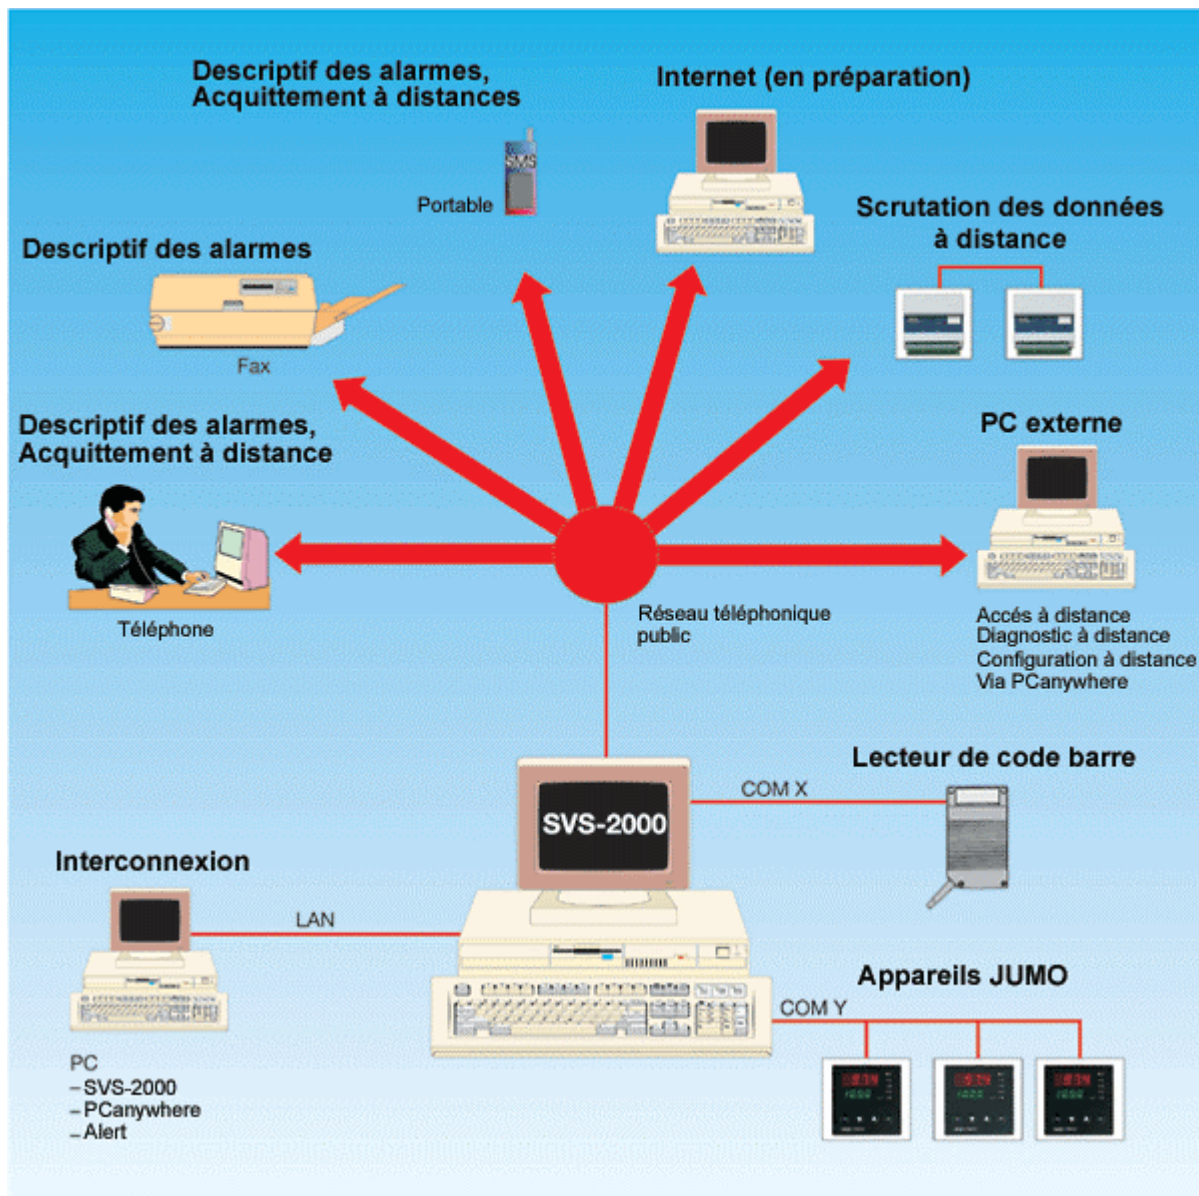 Descriptif des alarmes,
Acquittement à distances
SMS
Portable
Internet (en préparation)
Scrutation des données
à distance
Descriptif des alarmes
Fax
Descriptif des alarmes,
Acquittement à distance
Téléphone
PC externe
Accés à distance
Diagnostic à distance
Configuration à distance
Via PCanywhere
Réseau téléphonique
public
Lecteur de code barre
COM X
SVS-2000
Interconnexion
LAN
PC
– SVS-2000
– PCanywhere
– Alert
Appareils JUMO
COM Y